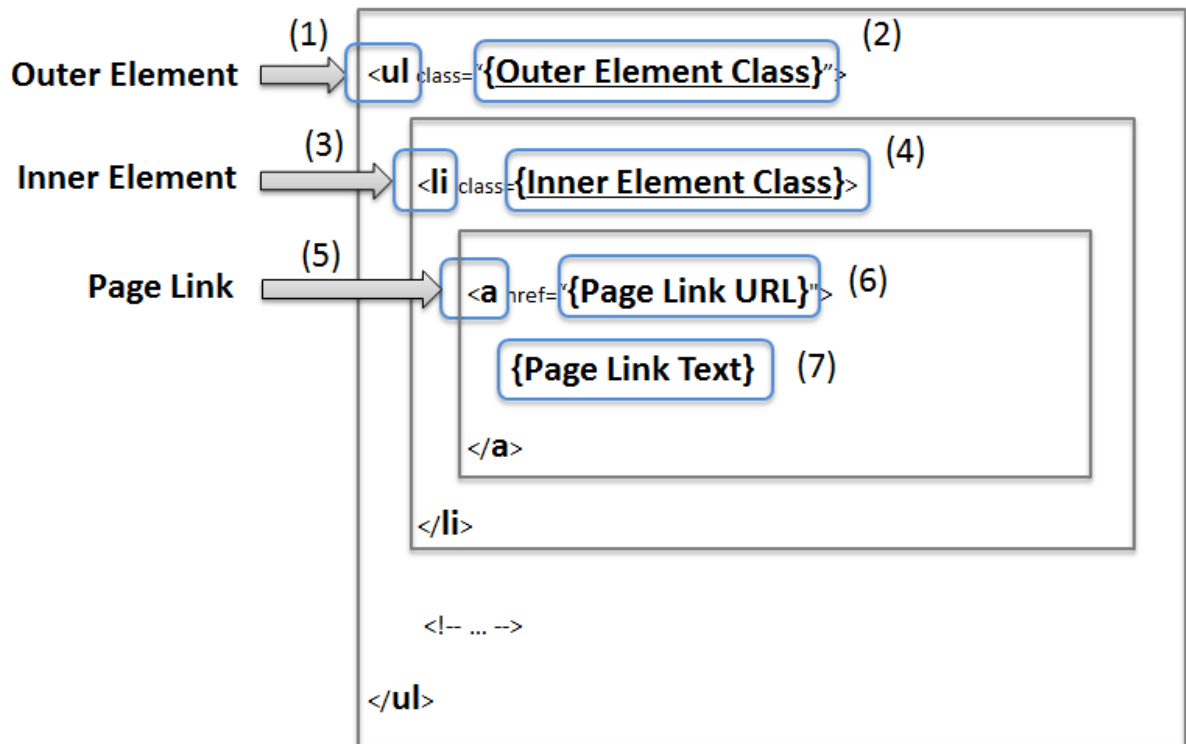 (1) (2)
Outer Element <ul class="{Outer Element Class}">
(3) (4)
Inner Element <li class={Inner Element Class}>
(5)
Page Link <a href="{Page Link URL}"> (6)
{Page Link Text} (7)
</a>
</li>
<!-- ... -->
</ul>